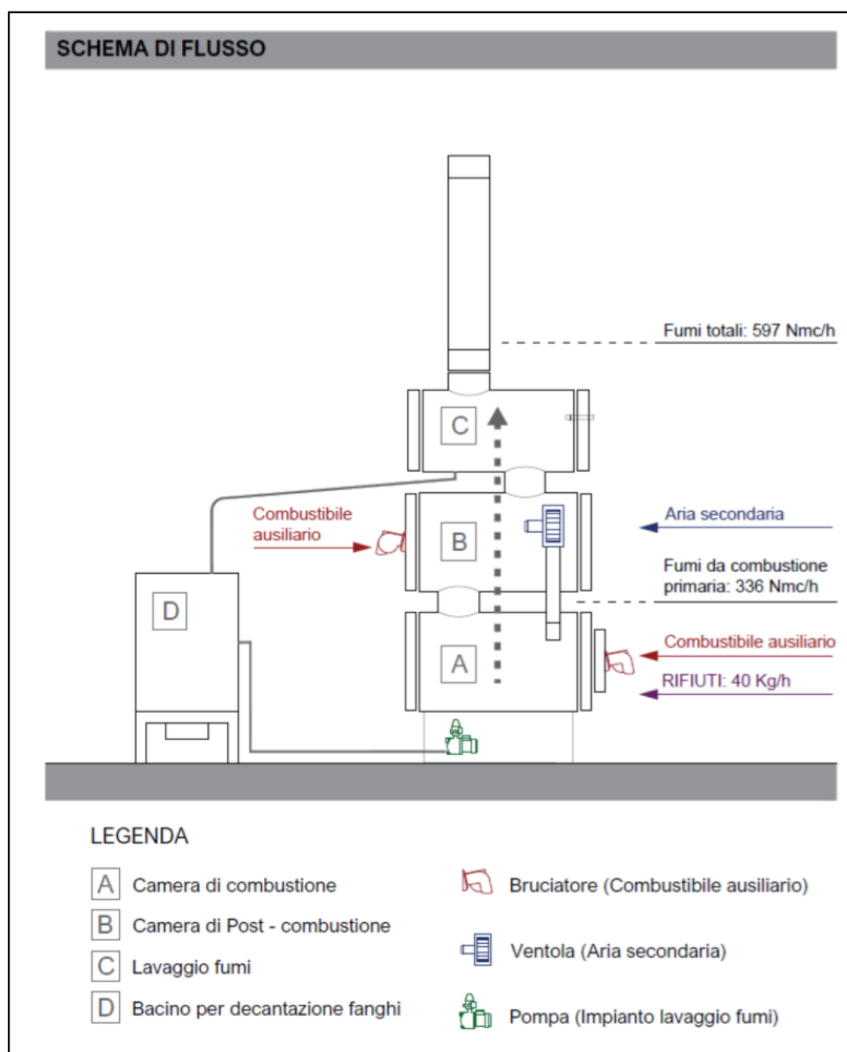 SCHEMA DI FLUSSO
Fumi totali: 597 Nmc/h
C
Combustibile
ausiliario
Aria secondaria
B
Fumi da combustione
primaria: 336 Nmc/h
D
Combustibile ausiliario
A
RIFIUTI: 40 Kg/h
LEGENDA
A Camera di combustione
B Camera di Post - combustione
C Lavaggio fumi
D Bacino per decantazione fanghi
Bruciatore (Combustibile ausiliario)
Ventola (Aria secondaria)
Pompa (Impianto lavaggio fumi)